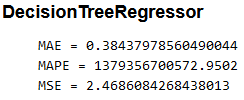 DecisionTreeRegressor
MAE = 0.38437978560490044
MAPE = 1379356700572.9502
MSE = 2.4686084268438013